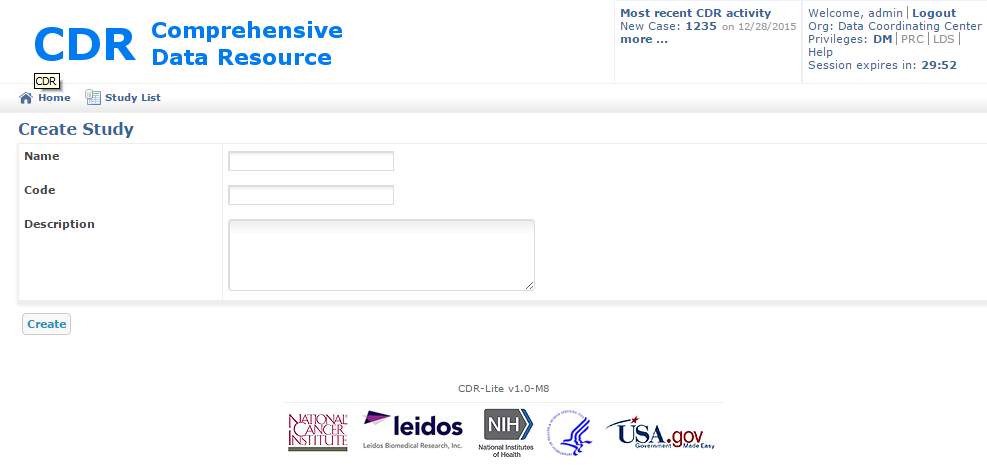 CDR Comprehensive
Data Resource
CDR
Most recent CDR activity
New Case: 1235 on 12/28/2015
more ...
Welcome, admin | Logout
Org: Data Coordinating Center
Privileges: DM | PRC | LDS |
Help
Session expires in: 29:52
Home Study List
Create Study
Name
Code
Description
Create
CDR-Lite v1.0-M8
NATIONAL
CANCER
INSTITUTE
leidos
Leidos Biomedical Research, Inc.
NIH
National Institutes
of Health
USA.gov
Government Made Easy